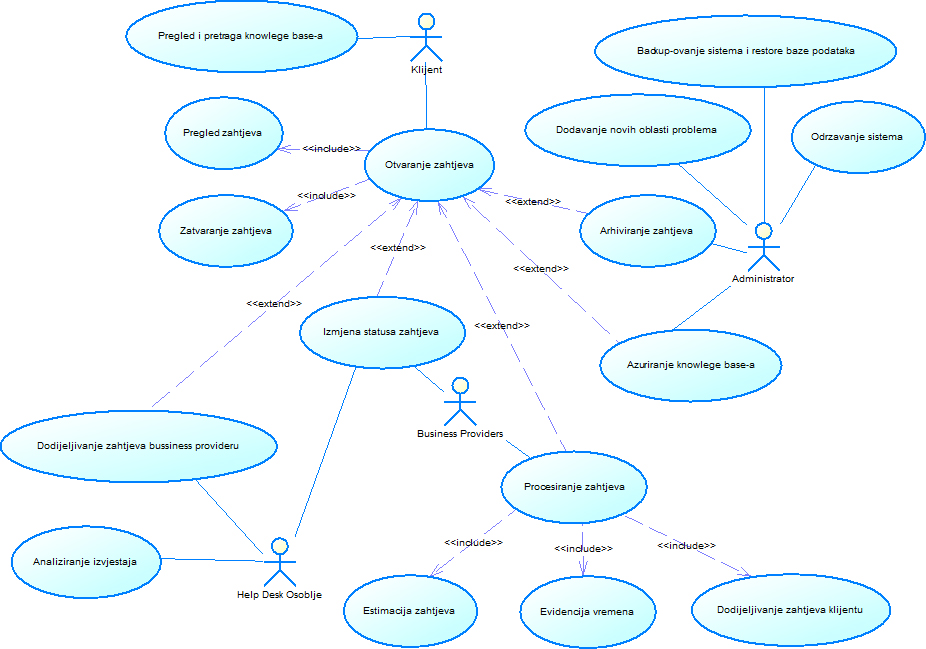 Pregled i pretraga knowlege base-a
Klijent
Backup-ovanje sistema i restore baze podataka
Pregled zahtjeva
<<include>>
Otvaranje zahtjeva
Dodavanje novih oblasti problema
Odrzavanje sistema
<<include>>
Zatvaranje zahtjeva
<<extend>>
Arhiviranje zahtjeva
<<extend>>
<<extend>>
Administrator
<<extend>>
Izmjena statusa zahtjeva
<<extend>>
Azuriranje knowlege base-a
Business Providers
Dodijeljivanje zahtjeva bussiness provideru
Procesiranje zahtjeva
<<include>>
<<include>>
<<include>>
Analiziranje izvjestaja
Help Desk Osoblje
Estimacija zahtjeva
Evidencija vremena
Dodijeljivanje zahtjeva klijentu